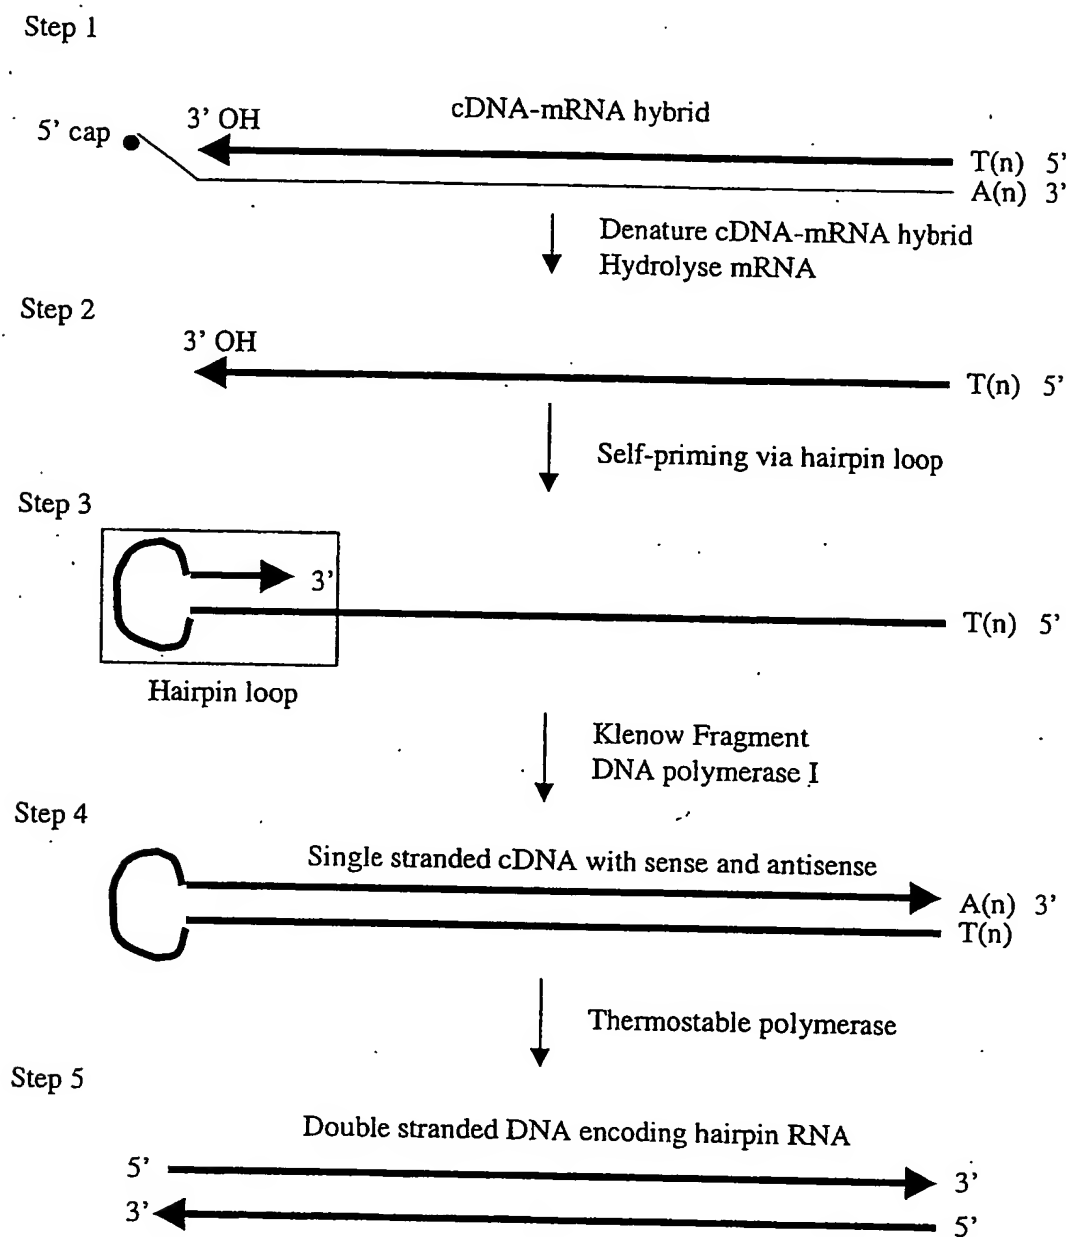 Step 1
5' cap
3' OH
cDNA-mRNA hybrid
T(n) 5'
A(n) 3'
Denature cDNA-mRNA hybrid
Hydrolyse mRNA
Step 2
3' OH
T(n) 5'
Self-priming via hairpin loop
Step 3
3'
T(n) 5'
Hairpin loop
Klenow Fragment
DNA polymerase I
Step 4
Single stranded cDNA with sense and antisense
A(n) 3'
T(n)
Thermostable polymerase
Step 5
Double stranded DNA encoding hairpin RNA
5'
3'
3'
5'